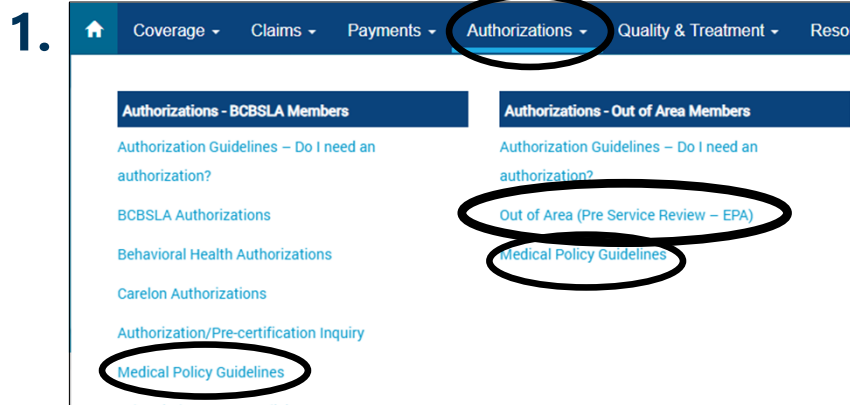 1.
Coverage Claims Payments Authorizations Quality & Treatment Reso
Authorizations - BCBSLA Members
Authorization Guidelines – Do I need an
authorization?
BCBSLA Authorizations
Behavioral Health Authorizations
Carelon Authorizations
Authorization/Pre-certification Inquiry
Medical Policy Guidelines
Authorizations - Out of Area Members
Authorization Guidelines – Do I need an
authorization?
Out of Area (Pre Service Review – EPA)
Medical Policy Guidelines